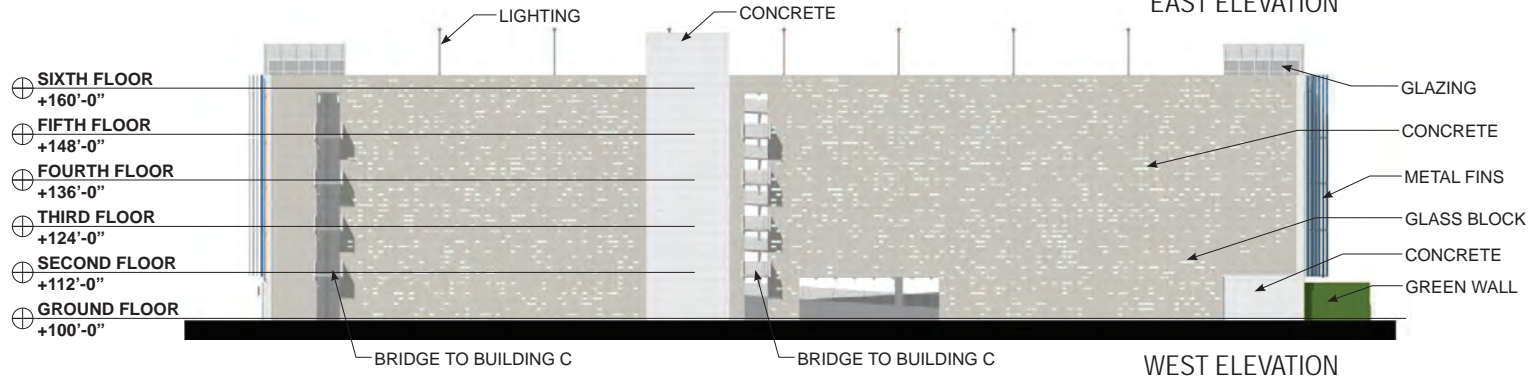 EAST ELEVATION
LIGHTING
CONCRETE
SIXTH FLOOR
+160'-0"
FIFTH FLOOR
+148'-0"
FOURTH FLOOR
+136'-0"
THIRD FLOOR
+124'-0"
SECOND FLOOR
+112'-0"
GROUND FLOOR
+100'-0"
GLAZING
CONCRETE
METAL FINS
GLASS BLOCK
CONCRETE
GREEN WALL
BRIDGE TO BUILDING C
BRIDGE TO BUILDING C
WEST ELEVATION